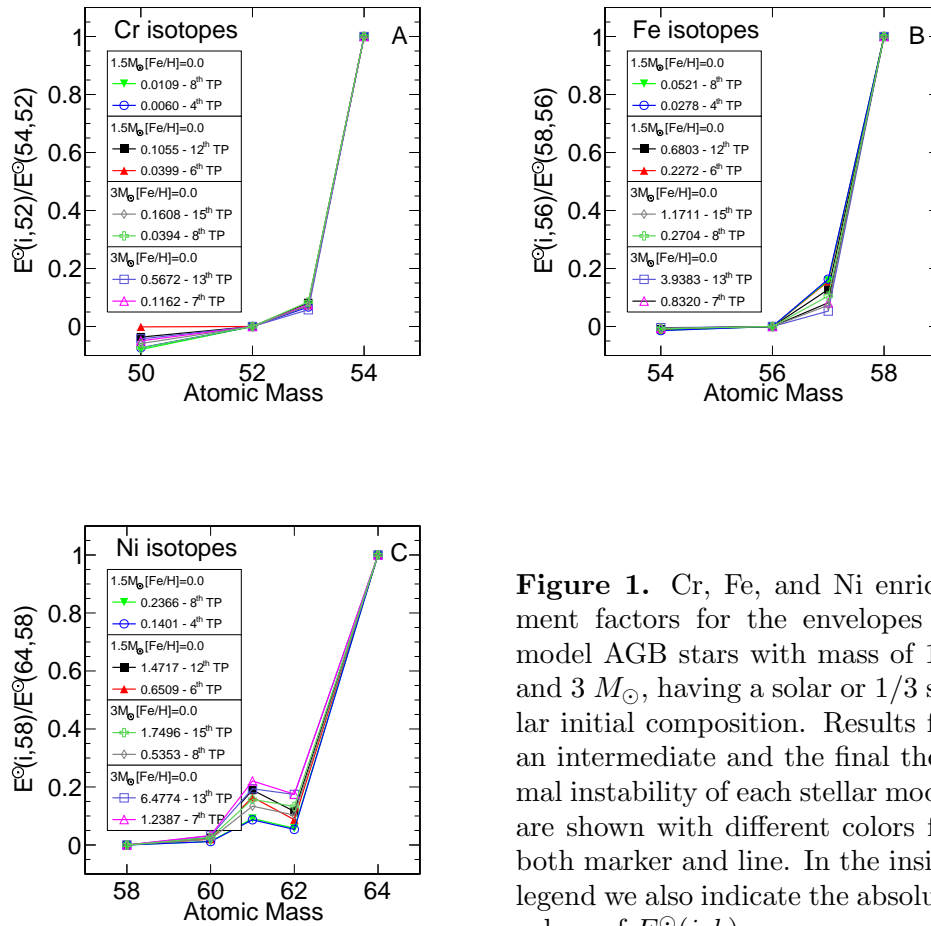 Cr isotopes
A
1.5M⊙[Fe/H]=0.0
0.0109 - 8th TP
0.0060 - 4th TP
1.5M⊙[Fe/H]=0.0
0.1055 - 12th TP
0.0399 - 6th TP
3M⊙[Fe/H]=0.0
0.1608 - 15th TP
0.0394 - 8th TP
3M⊙[Fe/H]=0.0
0.5672 - 13th TP
0.1162 - 7th TP
E⊙(i,52)/E⊙(54,52)
1
0.8
0.6
0.4
0.2
0
50 52 54
Atomic Mass
Fe isotopes
B
1.5M⊙[Fe/H]=0.0
0.0521 - 8th TP
0.0278 - 4th TP
1.5M⊙[Fe/H]=0.0
0.6803 - 12th TP
0.2272 - 6th TP
3M⊙[Fe/H]=0.0
1.1711 - 15th TP
0.2704 - 8th TP
3M⊙[Fe/H]=0.0
3.9383 - 13th TP
0.8320 - 7th TP
E⊙(i,56)/E⊙(58,56)
1
0.8
0.6
0.4
0.2
0
54 56 58
Atomic Mass
Ni isotopes
C
1.5M⊙[Fe/H]=0.0
0.2366 - 8th TP
0.1401 - 4th TP
1.5M⊙[Fe/H]=0.0
1.4717 - 12th TP
0.6509 - 6th TP
3M⊙[Fe/H]=0.0
1.7496 - 15th TP
0.5353 - 8th TP
3M⊙[Fe/H]=0.0
6.4774 - 13th TP
1.2387 - 7th TP
E⊙(i,58)/E⊙(64,58)
1
0.8
0.6
0.4
0.2
0
58 60 62 64
Atomic Mass
Figure 1. Cr, Fe, and Ni enric
ment factors for the envelopes
model AGB stars with mass of 1
and 3 M⊙, having a solar or 1/3 s
lar initial composition. Results f
an intermediate and the final the
mal instability of each stellar mod
are shown with different colors f
both marker and line. In the insi
legend we also indicate the absolu